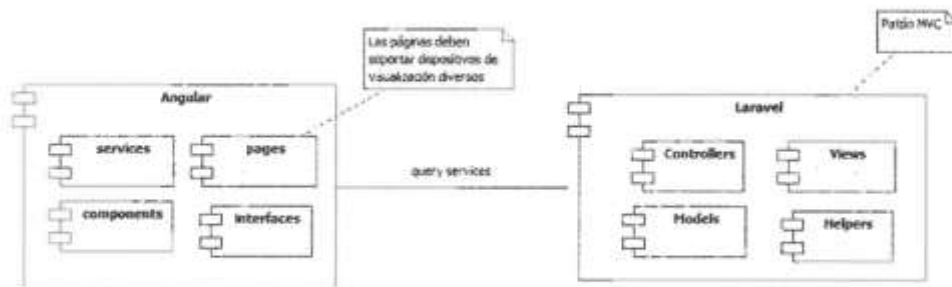 Las páginas deben
soportar dispositivos de
visualización diversos
Patrón MVC
Angular
services
pages
components
Interfaces
query services
Laravel
Controllers
Views
Models
Helpers